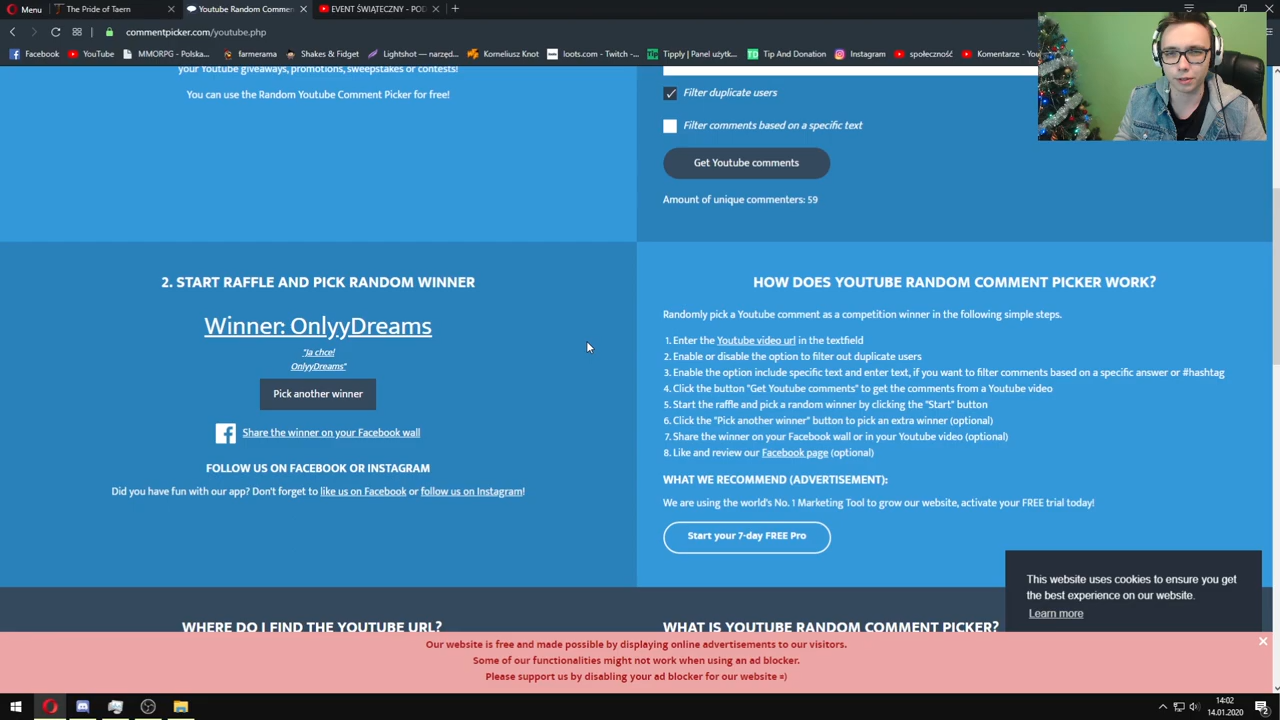 Menu
The Pride of Taern
Youtube Random Commen
EVENT ŚWIĄTECZNY - POD
commentpicker.com/youtube.php
Facebook
YouTube
MMORPG - Polska...
farmerama
Shakes & Fidget
Lightshot — narzęd...
Korneliusz Knot
loots.com - Twitch -...
Tipply | Panel użytk...
Tip And Donation
Instagram
społeczność
Komentarze - You
your Youtube giveaways, promotions, sweepstakes or contests!
You can use the Random Youtube Comment Picker for free!
Filter duplicate users
Filter comments based on a specific text
Get Youtube comments
Amount of unique commenters: 59
2. START RAFFLE AND PICK RANDOM WINNER
Winner: OnlyyDreams
"Ja chce!
OnlyyDreams"
Pick another winner
Share the winner on your Facebook wall
FOLLOW US ON FACEBOOK OR INSTAGRAM
Did you have fun with our app? Don't forget to like us on Facebook or follow us on Instagram!
HOW DOES YOUTUBE RANDOM COMMENT PICKER WORK?
Randomly pick a Youtube comment as a competition winner in the following simple steps.
1. Enter the Youtube video url in the textfield
2. Enable or disable the option to filter out duplicate users
3. Enable the option include specific text and enter text, if you want to filter comments based on a specific answer or #hashtag
4. Click the button "Get Youtube comments" to get the comments from a Youtube video
5. Start the raffle and pick a random winner by clicking the "Start" button
6. Click the "Pick another winner" button to pick an extra winner (optional)
7. Share the winner on your Facebook wall or in your Youtube video (optional)
8. Like and review our Facebook page (optional)
WHAT WE RECOMMEND (ADVERTISEMENT):
We are using the world's No. 1 Marketing Tool to grow our website, activate your FREE trial today!
Start your 7-day FREE Pro
This website uses cookies to ensure you get
the best experience on our website.
Learn more
WHERE DO I FIND THE YOUTUBE URL?
WHAT IS YOUTUBE RANDOM COMMENT PICKER?
Our website is free and made possible by displaying online advertisements to our visitors.
Some of our functionalities might not work when using an ad blocker.
Please support us by disabling your ad blocker for our website =)
14:02
14.01.2020
2